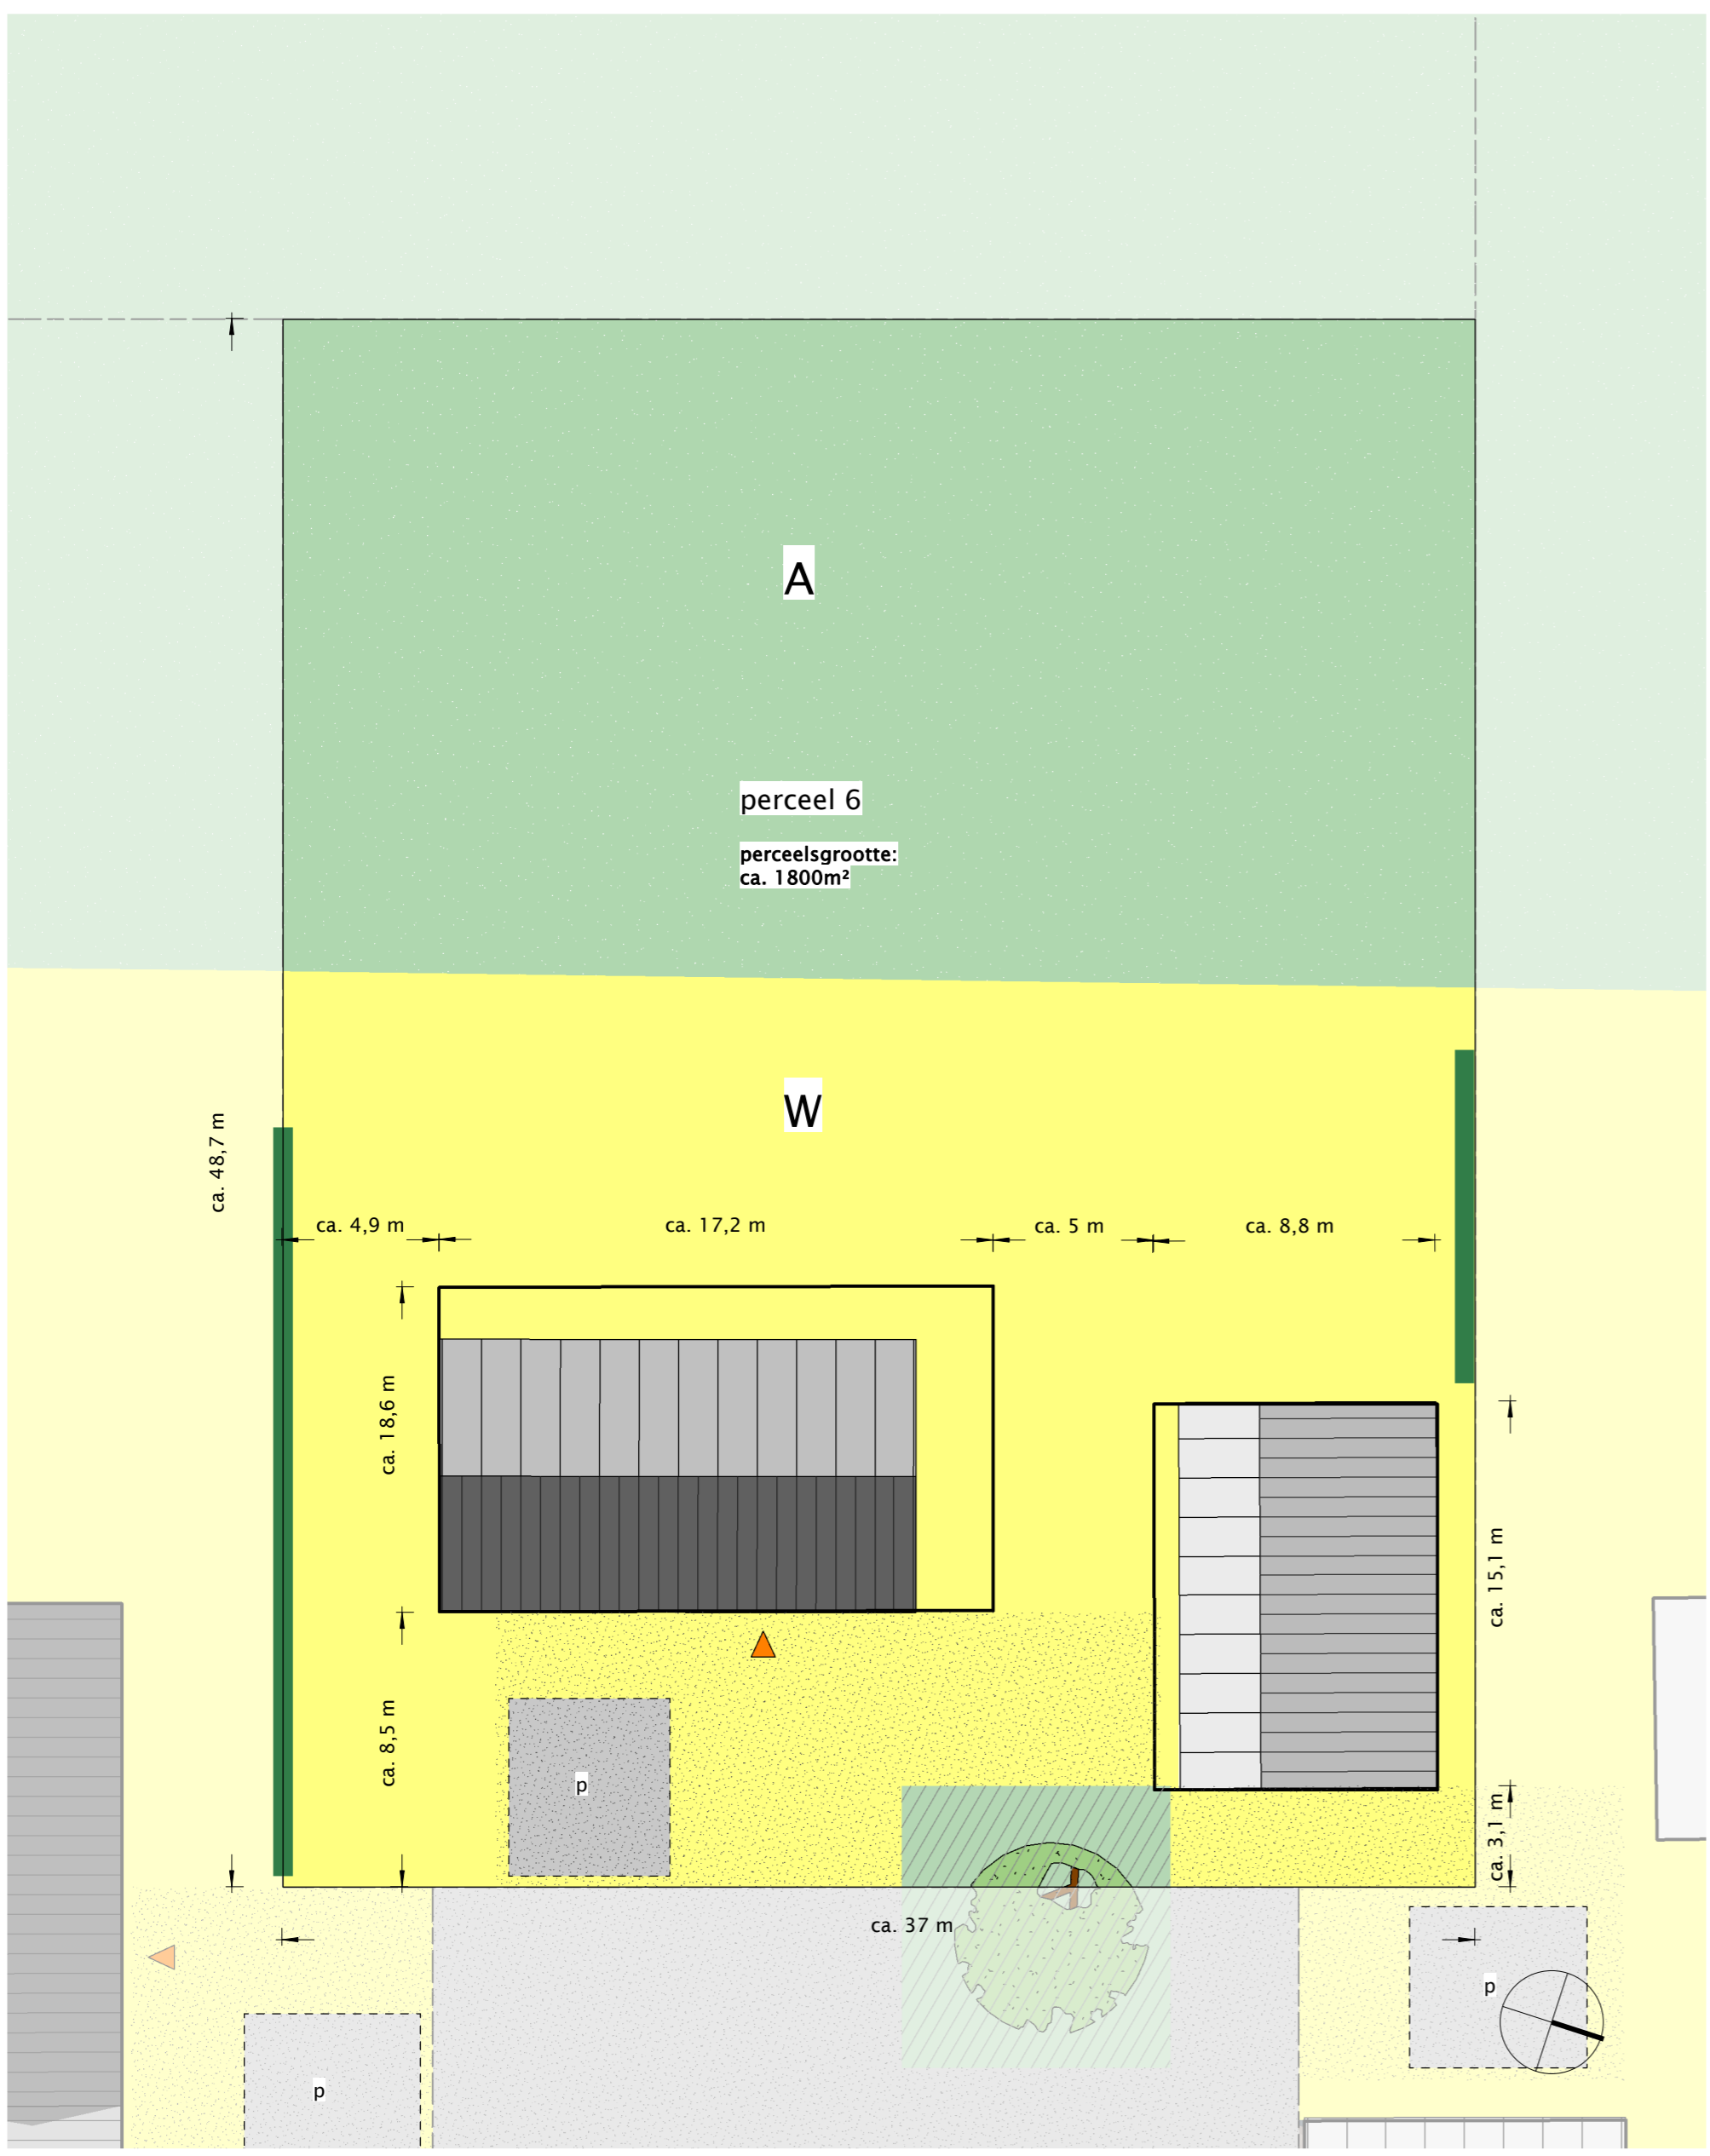 A
perceel 6
perceelsgrootte:
ca. 1800m²
W
ca. 48,7 m
ca. 4,9 m
ca. 17,2 m
ca. 5 m
ca. 8,8 m
ca. 18,6 m
ca. 15,1 m
ca. 8,5 m
p
ca. 3,1 m
ca. 37 m
p
p